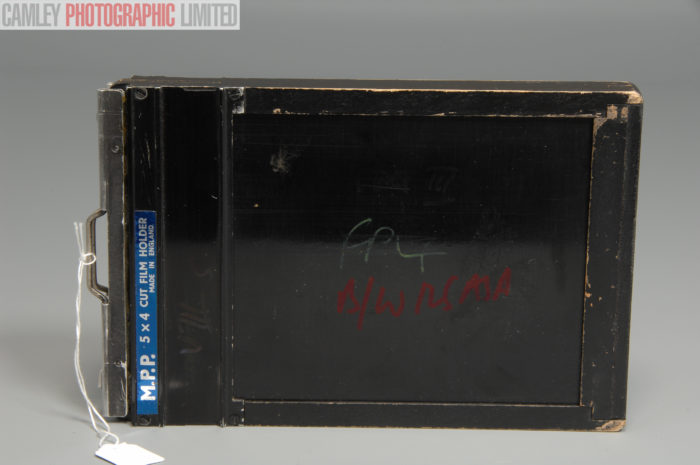 CAMLEY PHOTOGRAPHIC LIMITED
M.P.P. 5 x 4 CUT FILM HOLDER
MADE IN ENGLAND
FP4
B/W